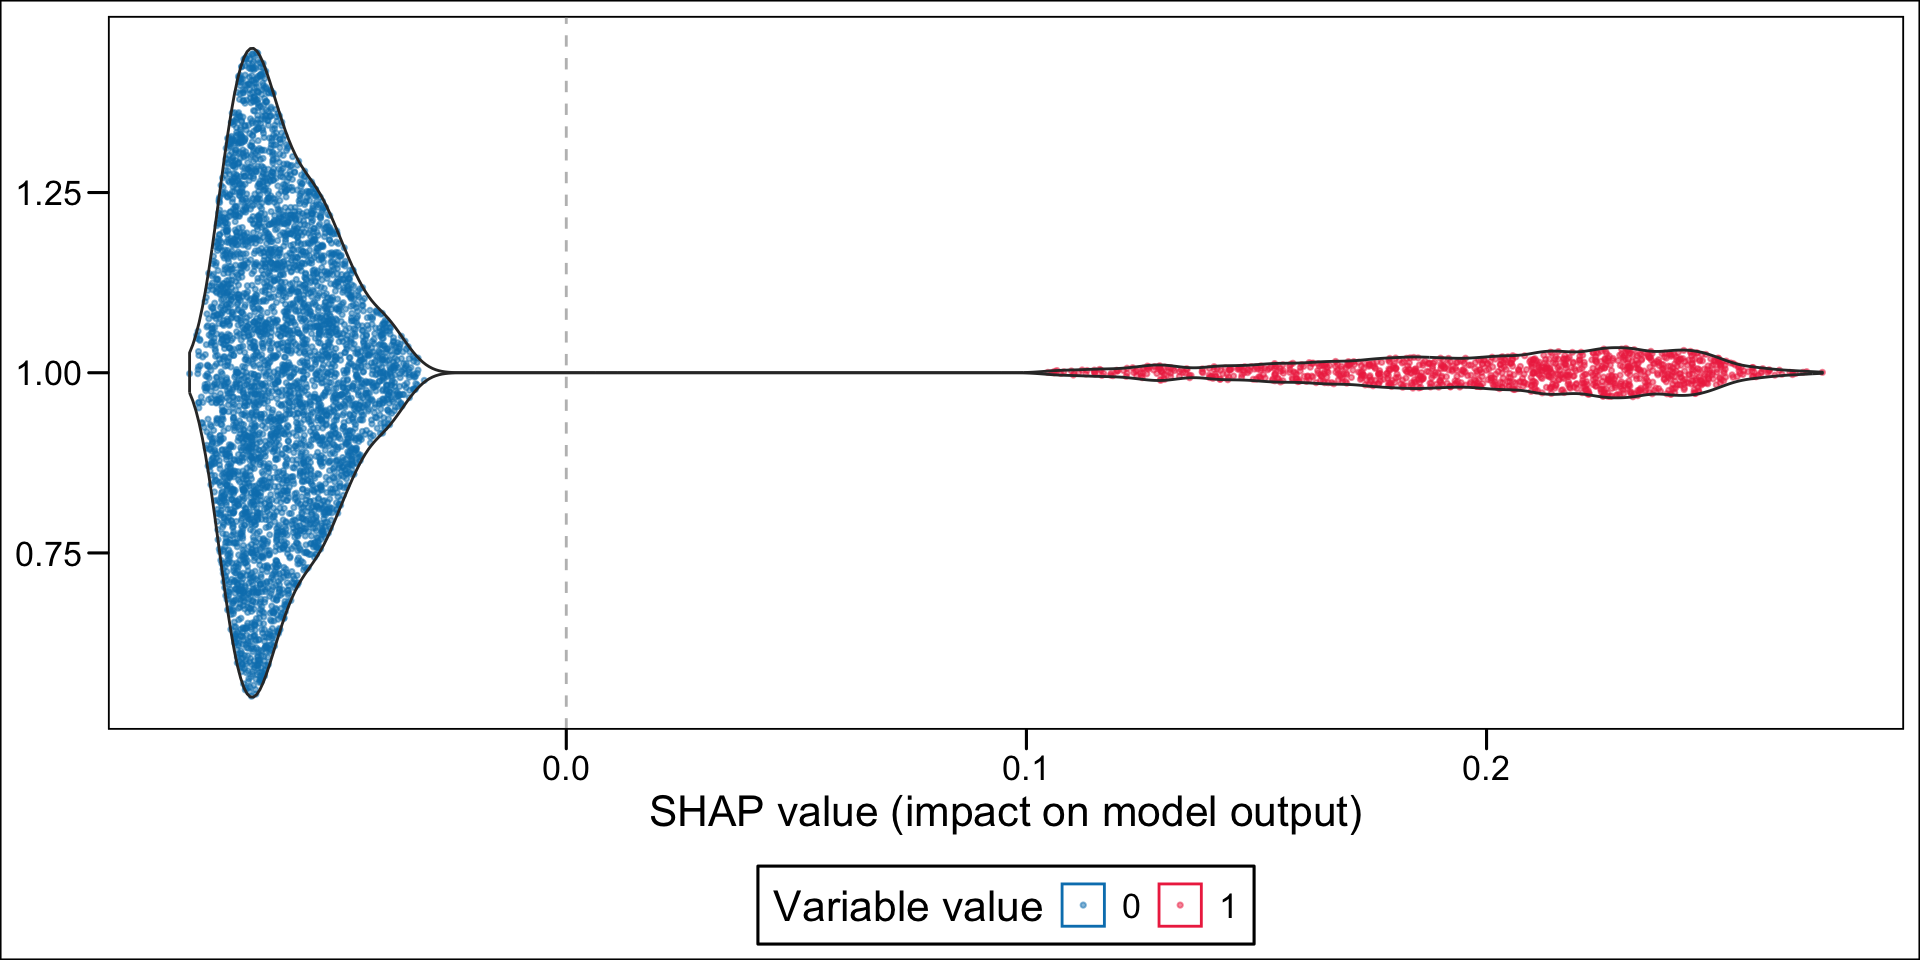 1.25
1.00
0.75
0.0 0.1 0.2
SHAP value (impact on model output)
Variable value 0 1